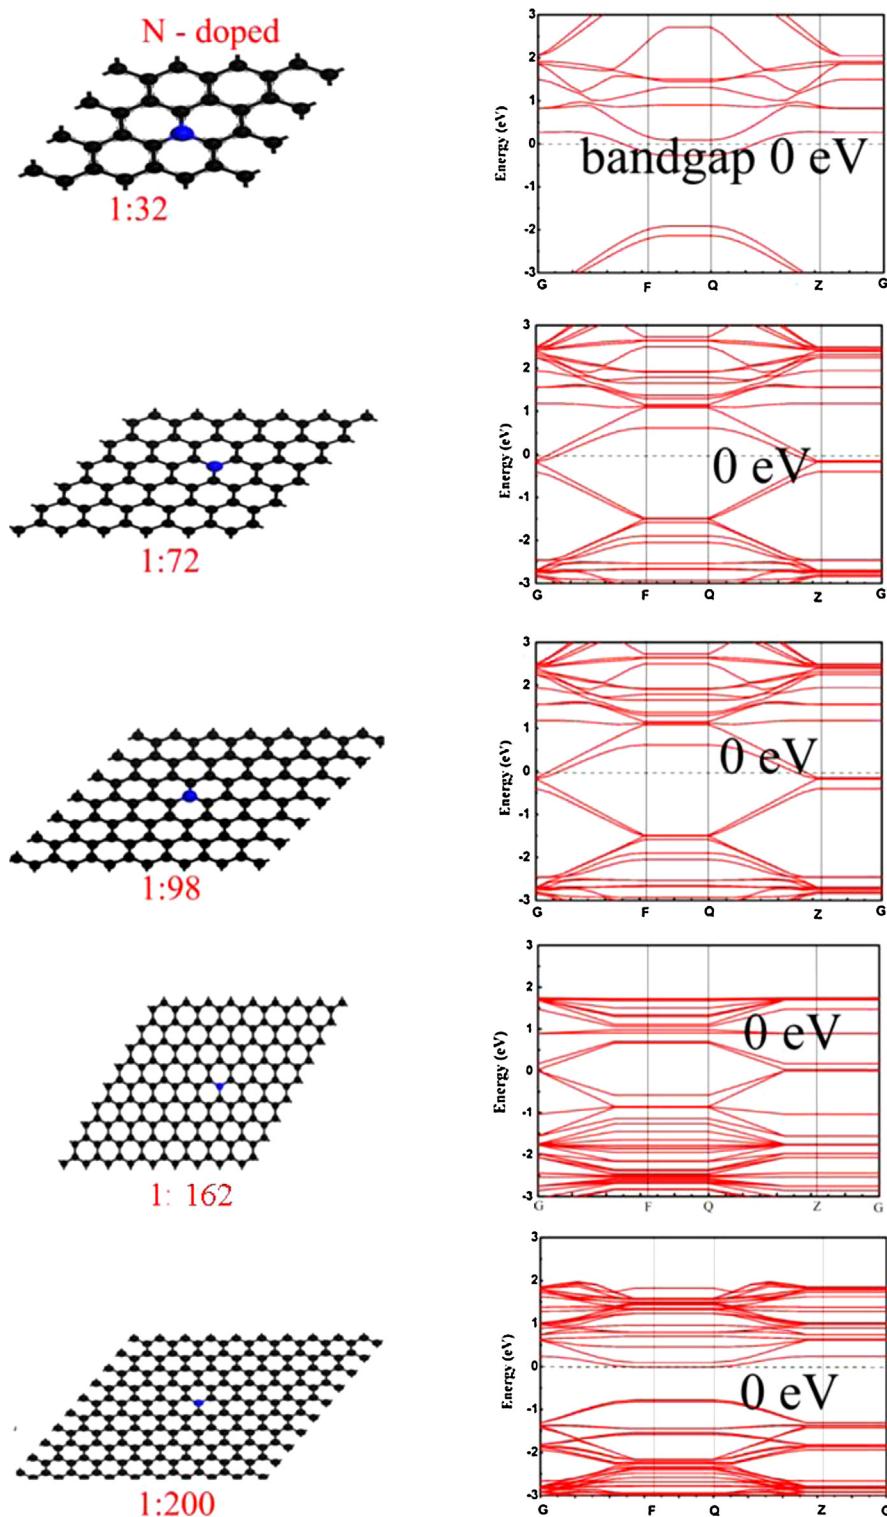 N - doped
1:32
3
2
1
0
-1
-2
-3
Energy (eV)
bandgap 0 eV
G F Q Z G
1:72
3
2
1
0
-1
-2
-3
Energy (eV)
0 eV
G F Q Z G
1:98
3
2
1
0
-1
-2
-3
Energy (eV)
0 eV
G F Q Z G
1: 162
3
2
1
0
-1
-2
-3
Energy (eV)
0 eV
G F Q Z G
1:200
3
2
1
0
-1
-2
-3
Energy (eV)
0 eV
G F Q Z G